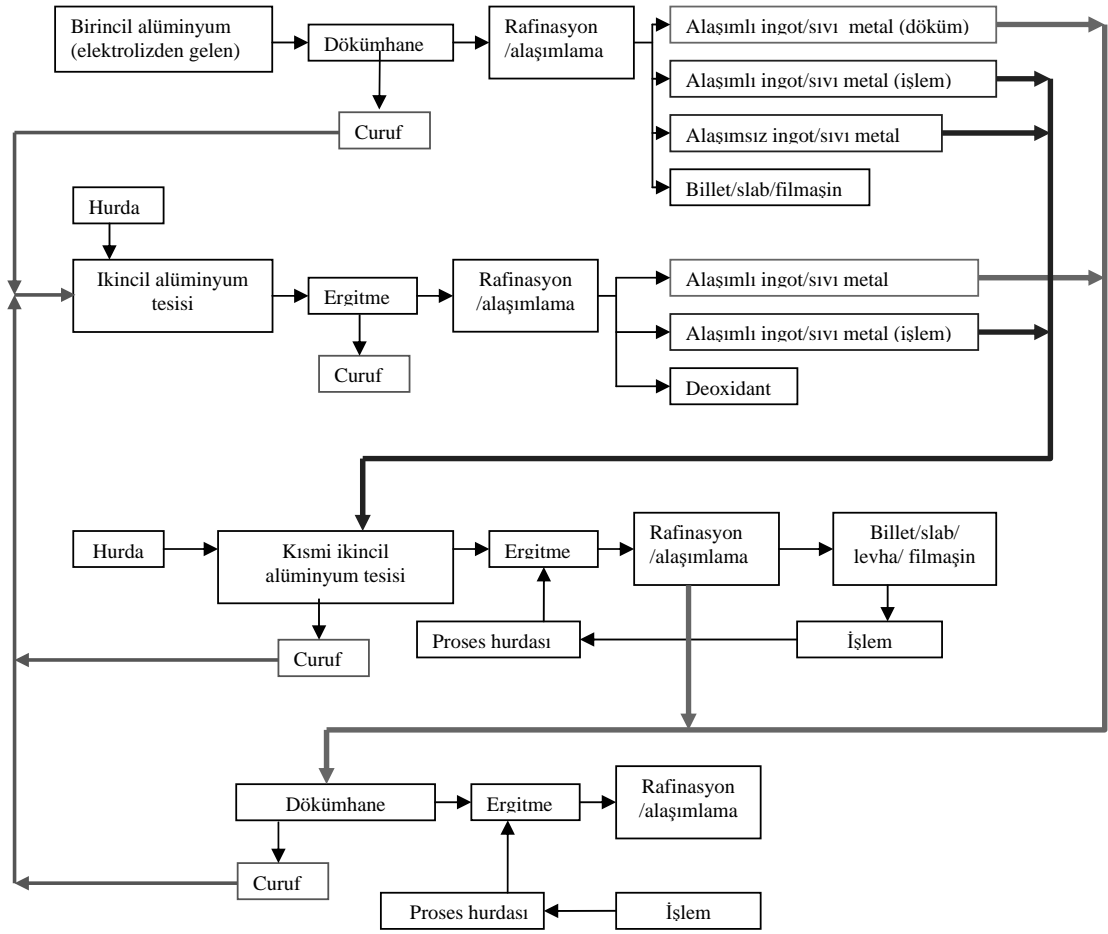 Birincil alüminyum
(elektrolizden gelen)
Dökümhane
Rafinasyon
/alaşımlama
Alaşımlı ingot/sıvı metal (döküm)
Alaşımlı ingot/sıvı metal (işlem)
Curuf
Alaşımsız ingot/sıvı metal
Billet/slab/filmaşin
Hurda
Ikincil alüminyum
tesisi
Ergitme
Rafinasyon
/alaşımlama
Alaşımlı ingot/sıvı metal
Alaşımlı ingot/sıvı metal (işlem)
Curuf
Deoxidant
Hurda
Kısmi ikincil
alüminyum tesisi
Ergitme
Rafinasyon
/alaşımlama
Billet/slab/
levha/ filmaşin
Proses hurdası
İşlem
Curuf
Dökümhane
Ergitme
Rafinasyon
/alaşımlama
Curuf
Proses hurdası
İşlem